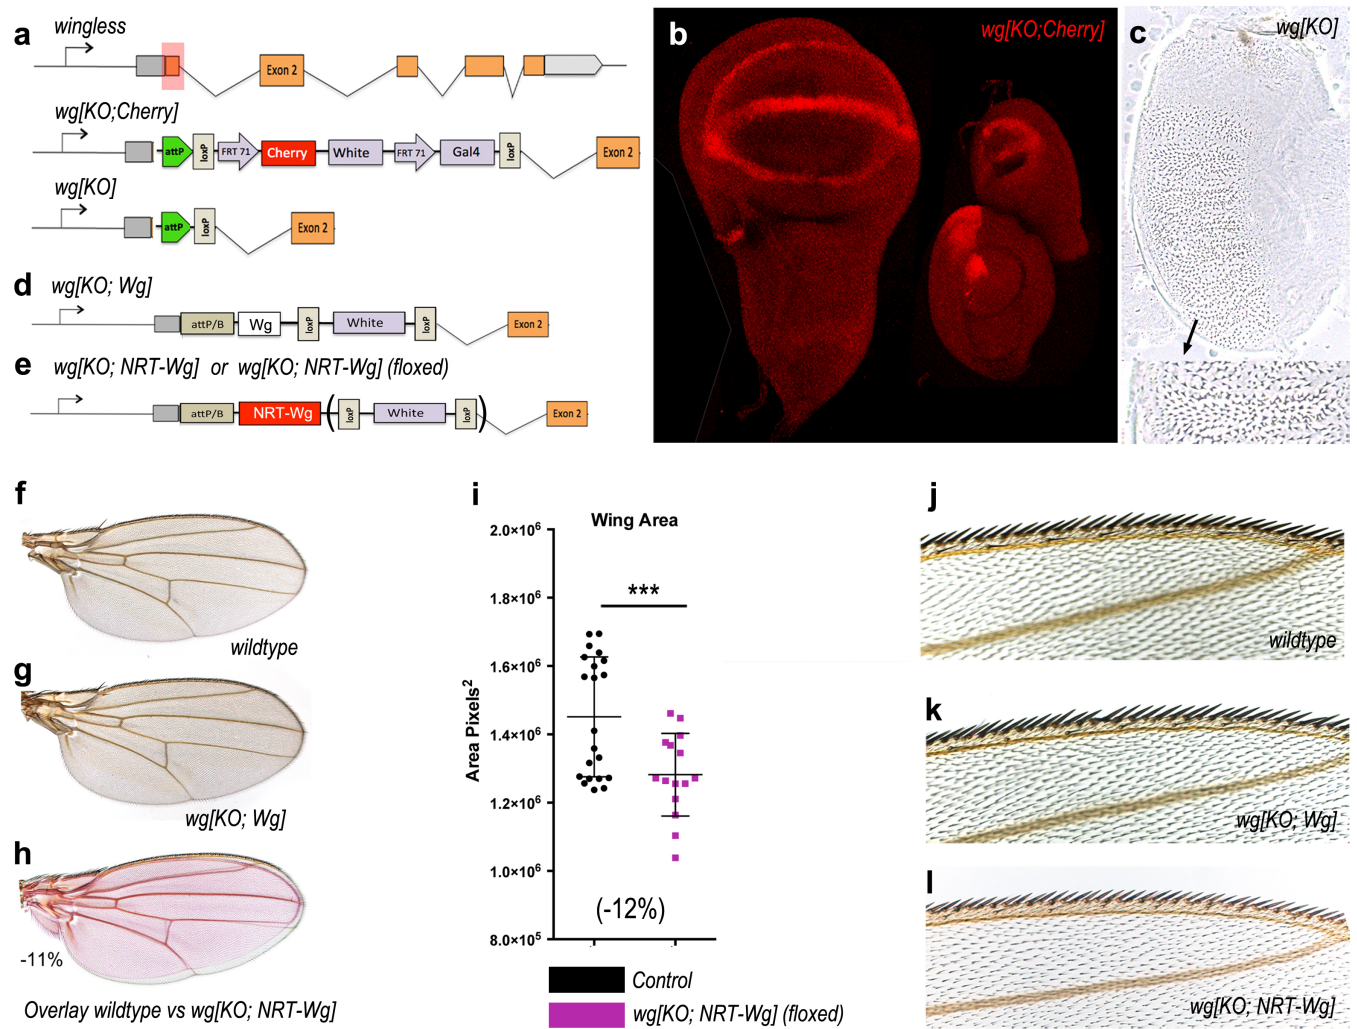 a
wingless
Exon 2
wg[KO;Cherry]
attP
loxP
FRT 71
Cherry
White
FRT 71
Gal4
loxP
Exon 2
wg[KO]
attP
loxP
Exon 2
b
wg[KO;Cherry]
c
wg[KO]
d
wg[KO; Wg]
attP/B
Wg
loxP
White
loxP
Exon 2
e
wg[KO; NRT-Wg] or wg[KO; NRT-Wg] (floxed)
attP/B
NRT-Wg
(
loxP
White
loxP
)
Exon 2
f
wildtype
g
wg[KO; Wg]
h
-11%
Overlay wildtype vs wg[KO; NRT-Wg]
i
Wing Area
Area Pixels²
2.0×10⁶
1.8×10⁶
1.6×10⁶
1.4×10⁶
1.2×10⁶
1.0×10⁶
8.0×10⁵
***
(-12%)
Control
wg[KO; NRT-Wg] (floxed)
j
wildtype
k
wg[KO; Wg]
l
wg[KO; NRT-Wg]